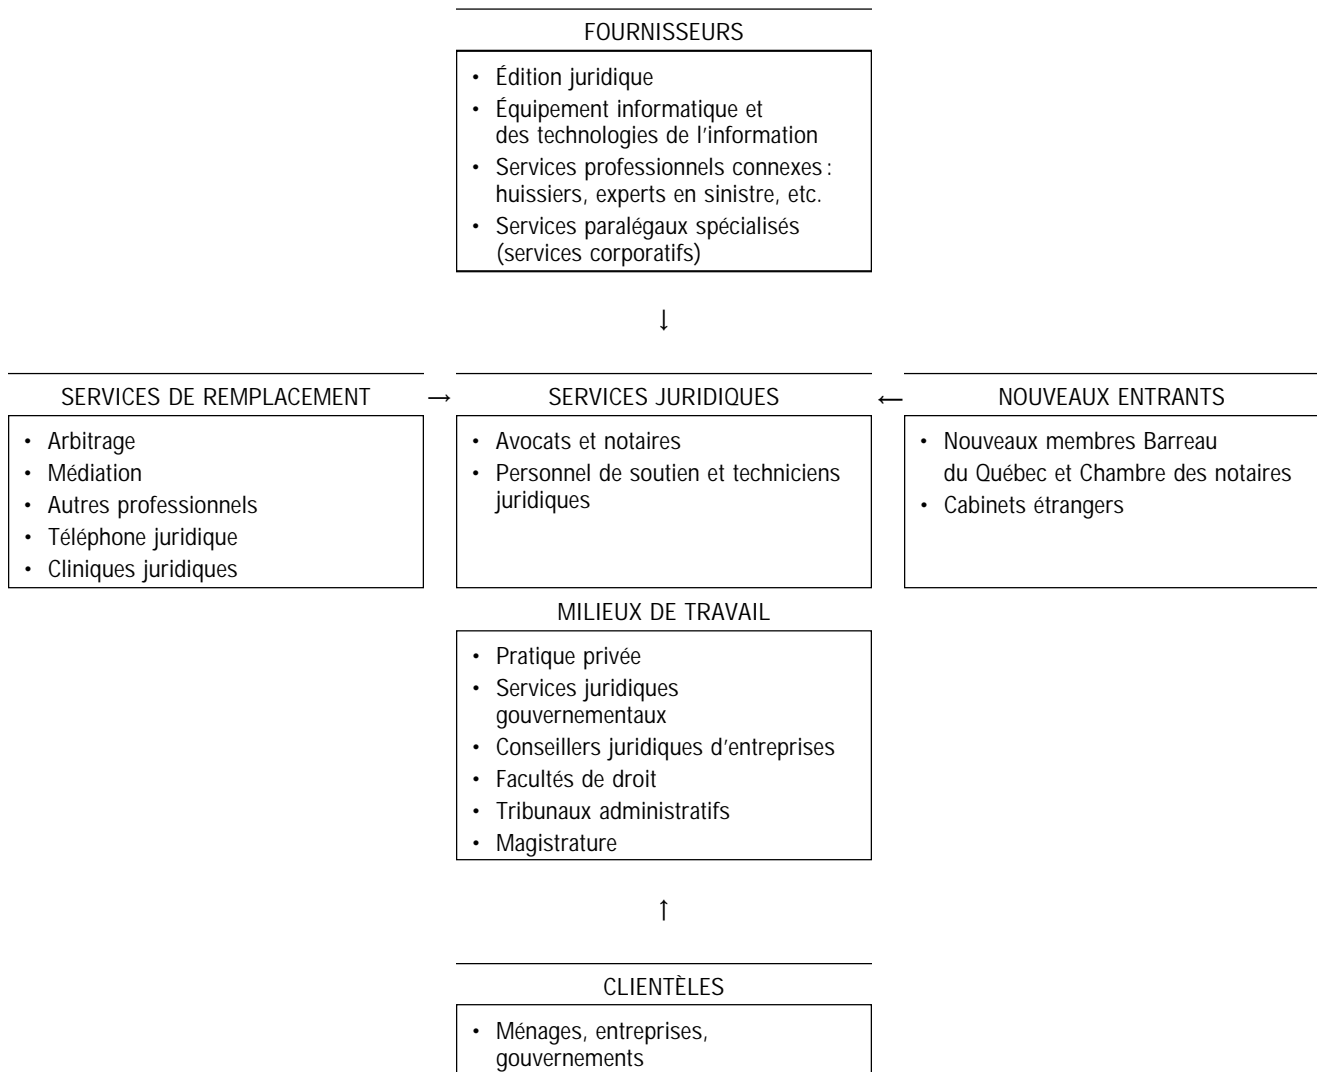 FOURNISSEURS
• Édition juridique
• Équipement informatique et
des technologies de l'information
• Services professionnels connexes :
huissiers, experts en sinistre, etc.
• Services paralégaux spécialisés
(services corporatifs)
↓
SERVICES DE REMPLACEMENT
• Arbitrage
• Médiation
• Autres professionnels
• Téléphone juridique
• Cliniques juridiques
→
SERVICES JURIDIQUES
• Avocats et notaires
• Personnel de soutien et techniciens
juridiques
←
NOUVEAUX ENTRANTS
• Nouveaux membres Barreau
du Québec et Chambre des notaires
• Cabinets étrangers
MILIEUX DE TRAVAIL
• Pratique privée
• Services juridiques
gouvernementaux
• Conseillers juridiques d'entreprises
• Facultés de droit
• Tribunaux administratifs
• Magistrature
↑
CLIENTÈLES
• Ménages, entreprises,
gouvernements